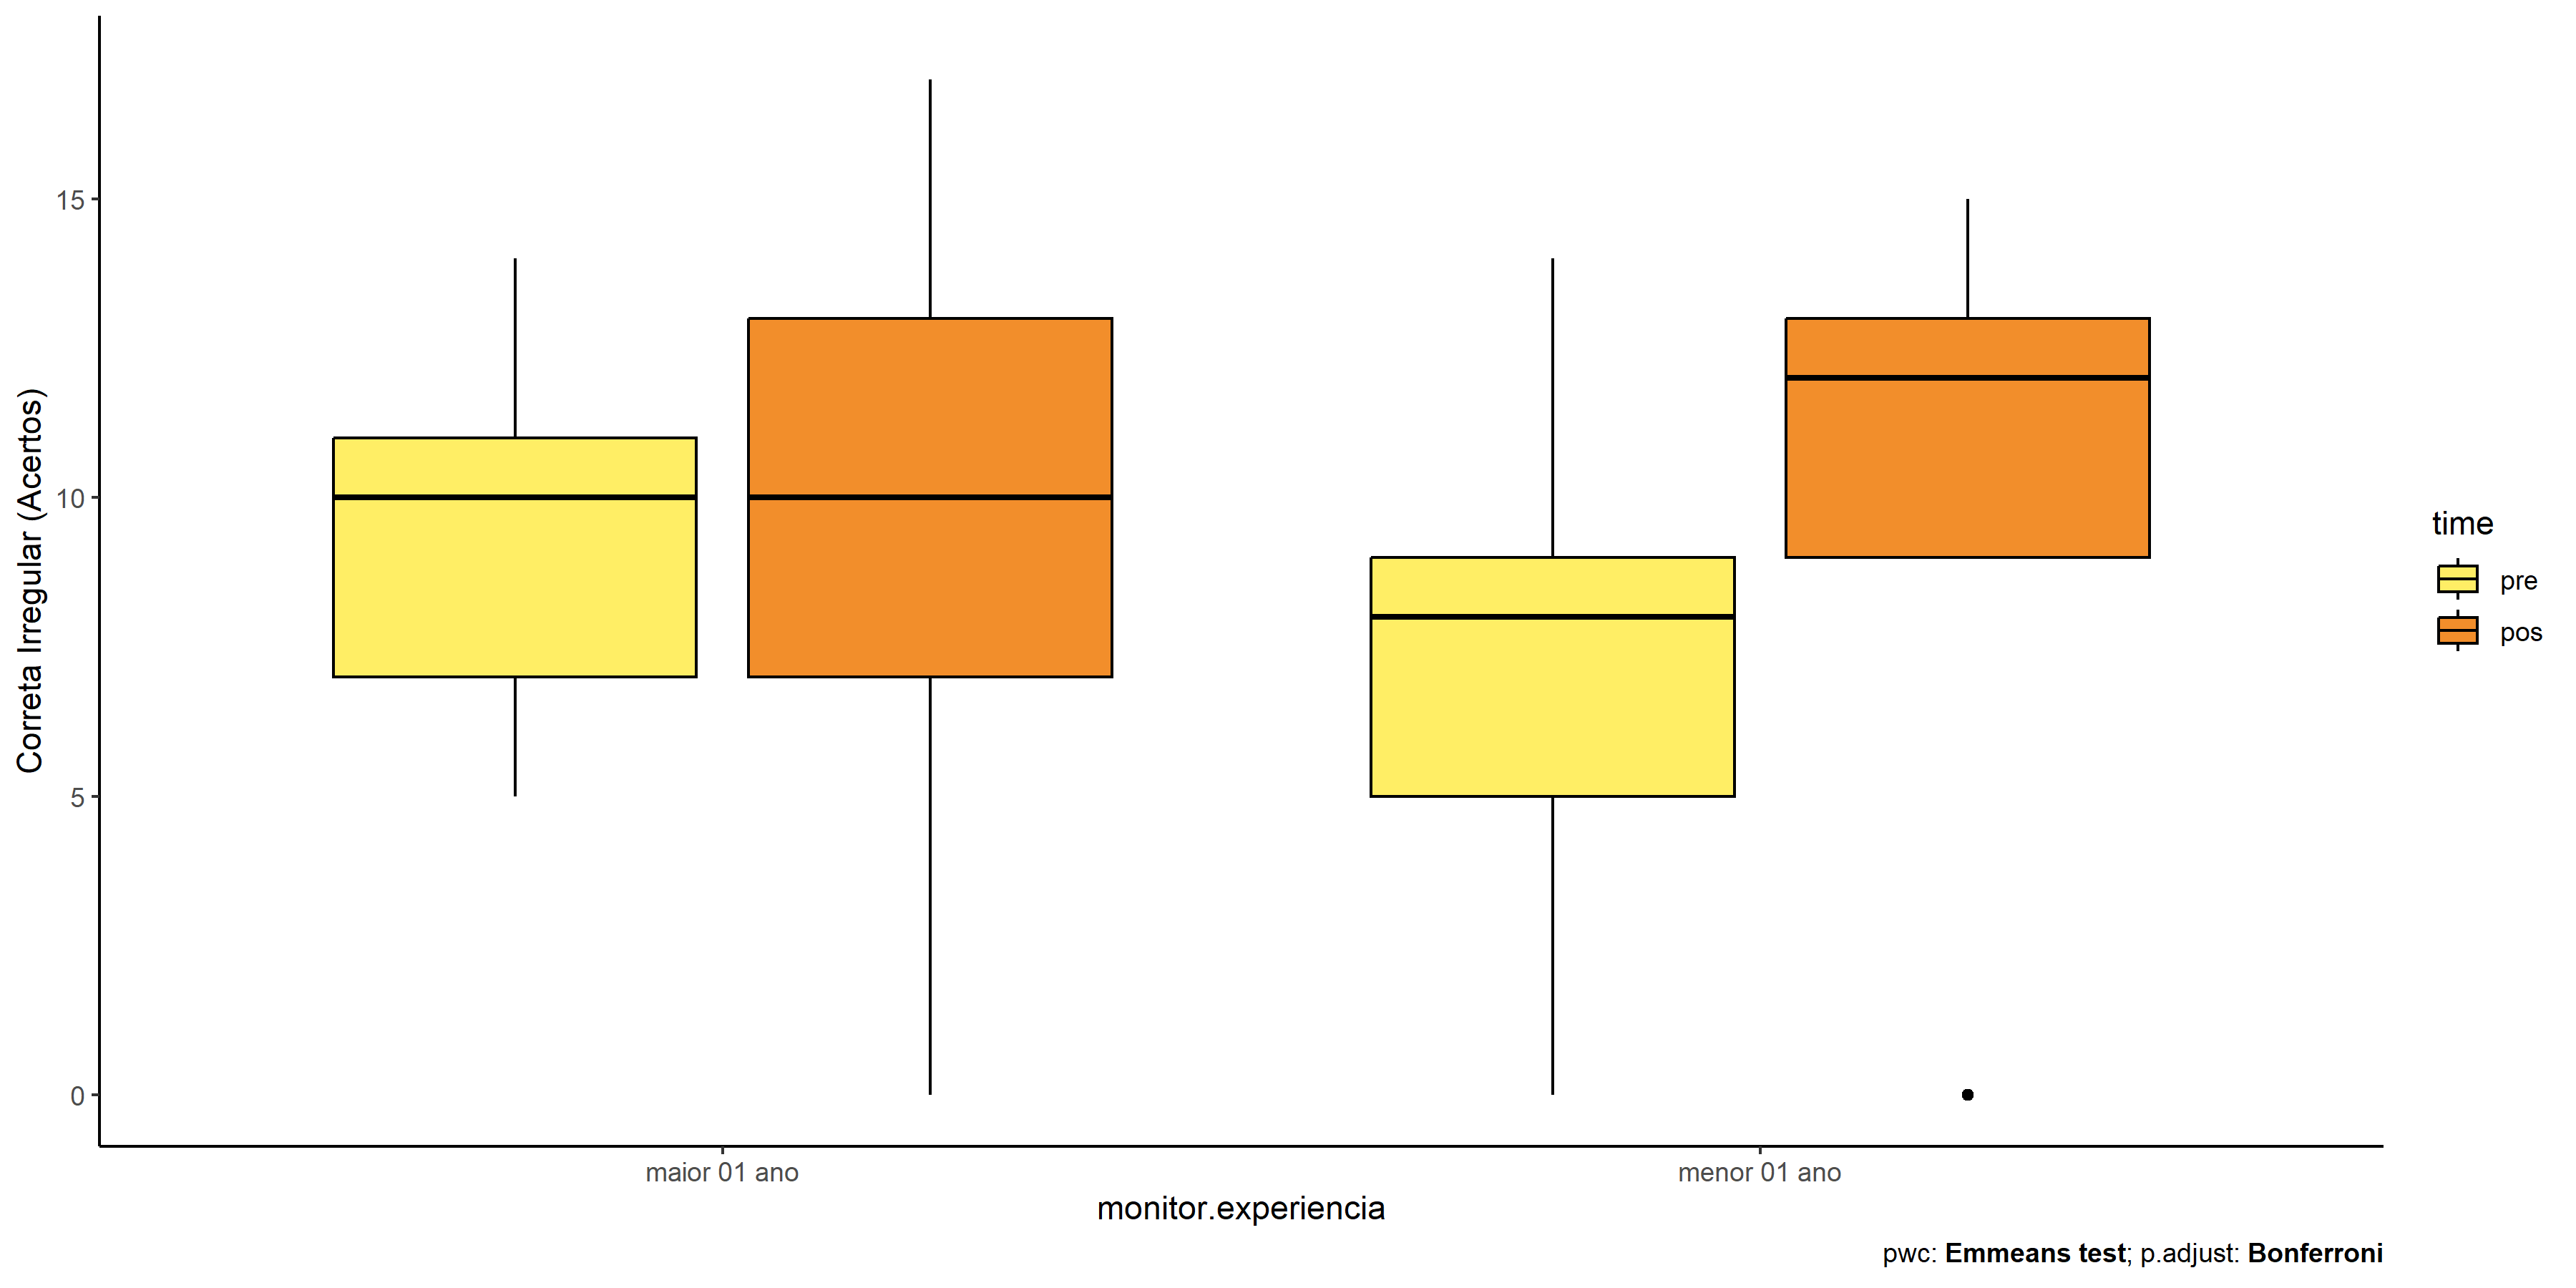 Correta Irregular (Acertos)
15
10
5
0
maior 01 ano
menor 01 ano
monitor.experiencia
time
pre
pos
pwc: Emmeans test; p.adjust: Bonferroni